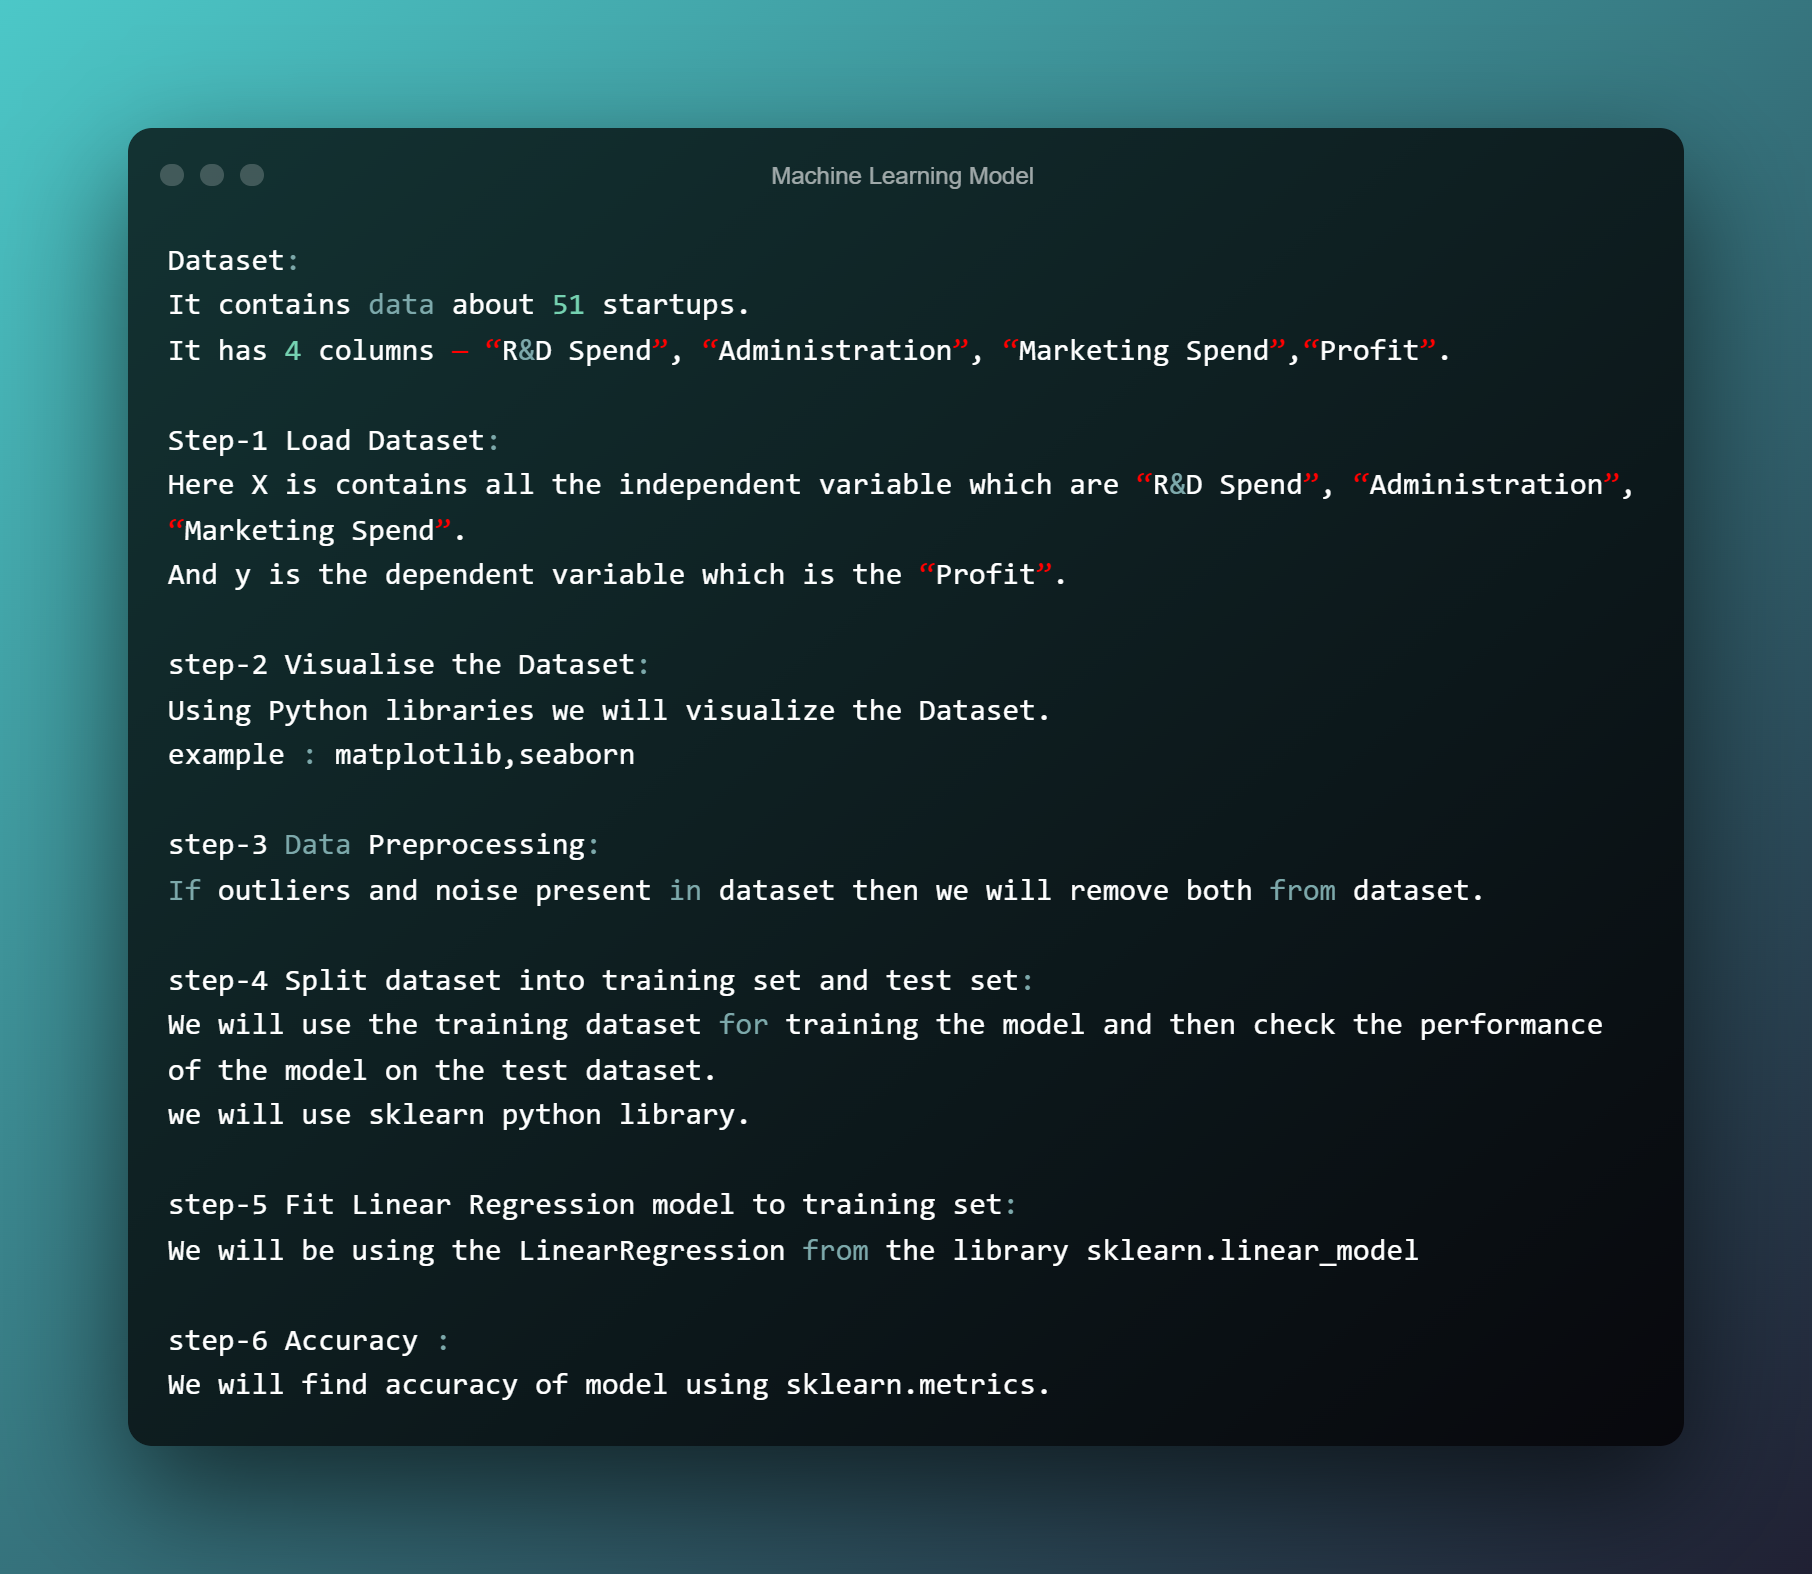 Machine Learning Model
Dataset:
It contains data about 51 startups.
It has 4 columns — “R&D Spend”, “Administration”, “Marketing Spend”,“Profit”.
Step-1 Load Dataset:
Here X is contains all the independent variable which are “R&D Spend”, “Administration”,
“Marketing Spend”.
And y is the dependent variable which is the “Profit”.
step-2 Visualise the Dataset:
Using Python libraries we will visualize the Dataset.
example : matplotlib,seaborn
step-3 Data Preprocessing:
If outliers and noise present in dataset then we will remove both from dataset.
step-4 Split dataset into training set and test set:
We will use the training dataset for training the model and then check the performance
of the model on the test dataset.
we will use sklearn python library.
step-5 Fit Linear Regression model to training set:
We will be using the LinearRegression from the library sklearn.linear_model
step-6 Accuracy :
We will find accuracy of model using sklearn.metrics.